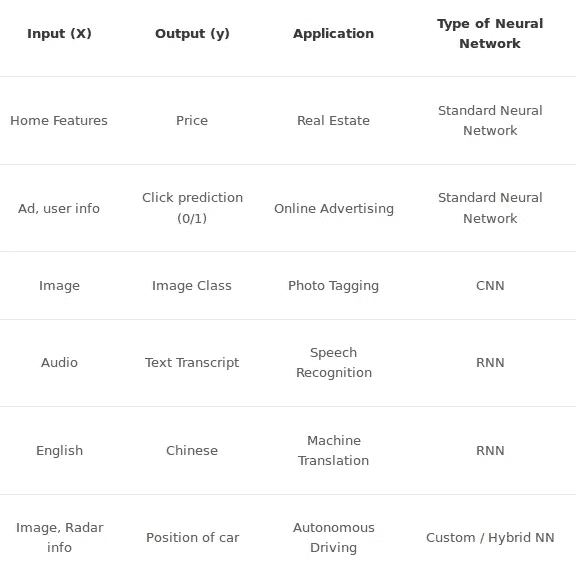 Input (X) Output (y) Application Type of Neural
Network
Home Features Price Real Estate Standard Neural
Network
Ad, user info Click prediction
(0/1) Online Advertising Standard Neural
Network
Image Image Class Photo Tagging CNN
Audio Text Transcript Speech
Recognition RNN
English Chinese Machine
Translation RNN
Image, Radar
info Position of car Autonomous
Driving Custom / Hybrid NN